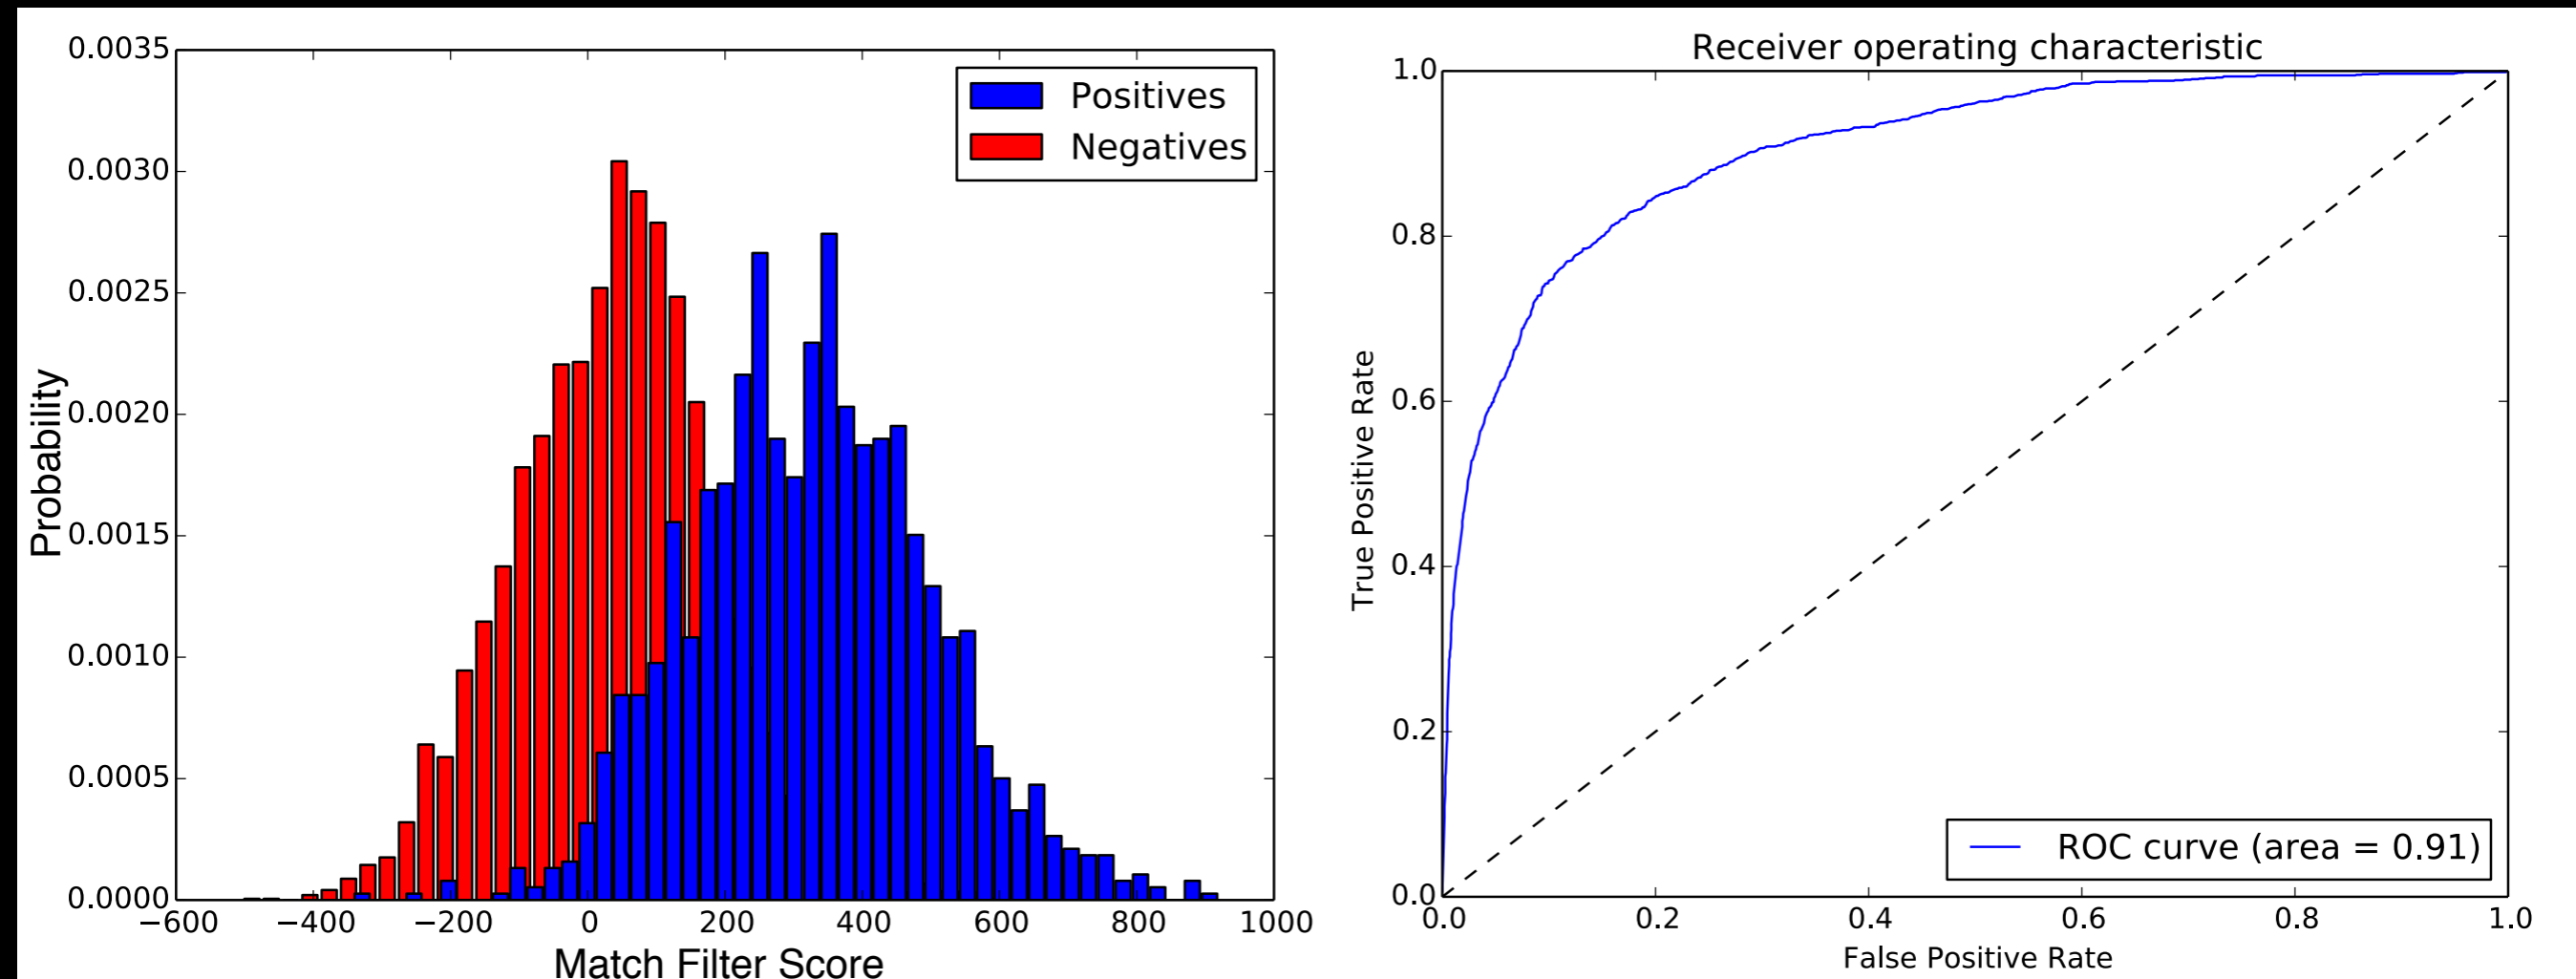 0.0035
0.0030
0.0025
0.0020
0.0015
0.0010
0.0005
0.0000
Probability
−600 −400 −200 0 200 400 600 800 1000
Match Filter Score
Positives
Negatives
Receiver operating characteristic
1.0
0.8
0.6
0.4
0.2
0.0
True Positive Rate
ROC curve (area = 0.91)
0.0 0.2 0.4 0.6 0.8 1.0
False Positive Rate